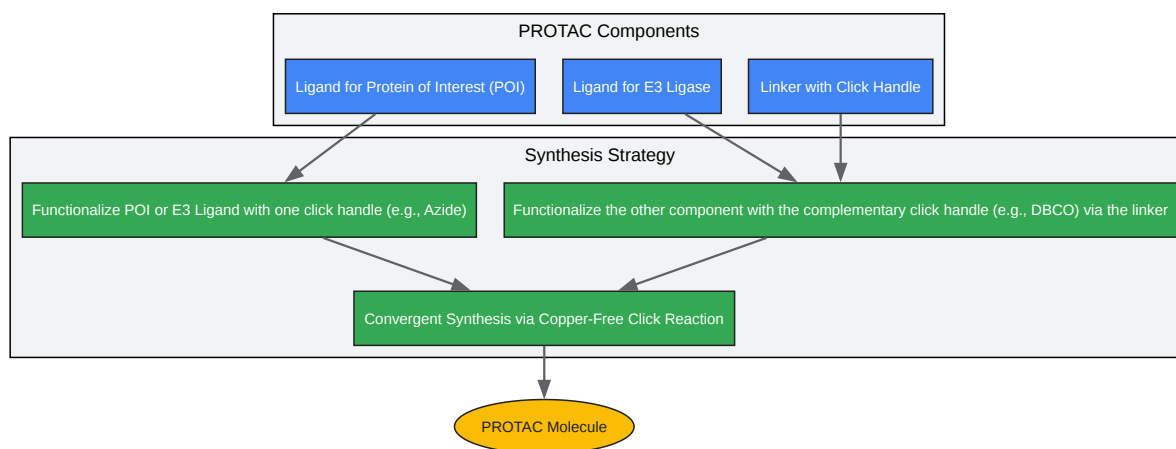 PROTAC Components
Ligand for Protein of Interest (POI)
Ligand for E3 Ligase
Linker with Click Handle
Synthesis Strategy
Functionalize POI or E3 Ligand with one click handle (e.g., Azide)
Functionalize the other component with the complementary click handle (e.g., DBCO) via the linker
Convergent Synthesis via Copper-Free Click Reaction
PROTAC Molecule